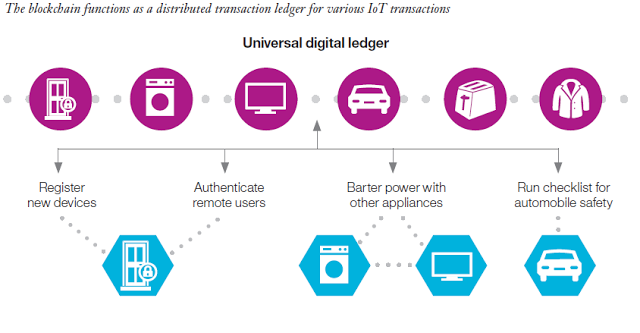 The blockchain functions as a distributed transaction ledger for various IoT transactions
Universal digital ledger
Register
new devices
Authenticate
remote users
Barter power with
other appliances
Run checklist for
automobile safety